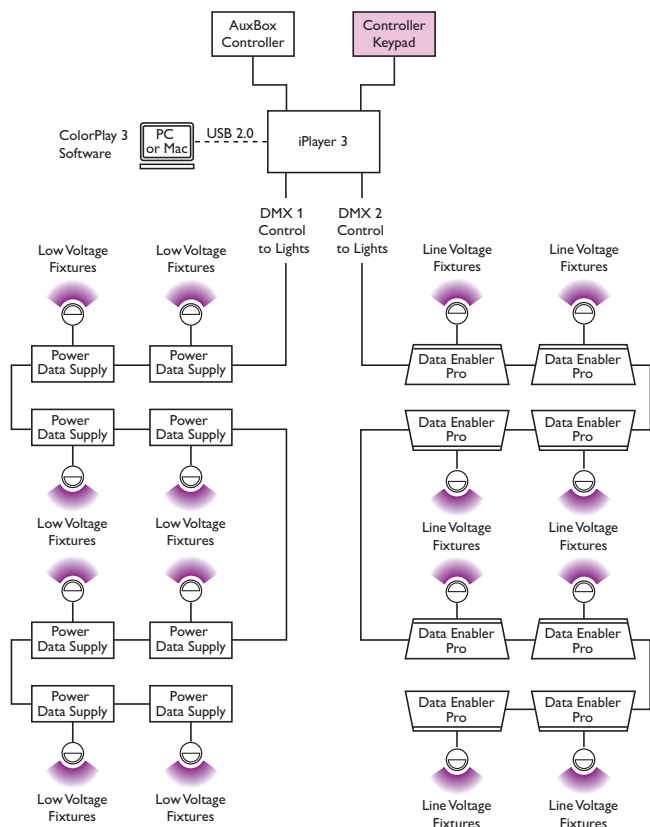 AuxBox
Controller
Controller
Keypad
ColorPlay 3
Software
PC
or Mac
USB 2.0
iPlayer 3
DMX 1
Control
to Lights
DMX 2
Control
to Lights
Low Voltage
Fixtures
Low Voltage
Fixtures
Line Voltage
Fixtures
Line Voltage
Fixtures
Power
Data Supply
Power
Data Supply
Data Enabler
Pro
Data Enabler
Pro
Power
Data Supply
Power
Data Supply
Data Enabler
Pro
Data Enabler
Pro
Low Voltage
Fixtures
Low Voltage
Fixtures
Line Voltage
Fixtures
Line Voltage
Fixtures
Power
Data Supply
Power
Data Supply
Data Enabler
Pro
Data Enabler
Pro
Power
Data Supply
Power
Data Supply
Data Enabler
Pro
Data Enabler
Pro
Low Voltage
Fixtures
Low Voltage
Fixtures
Line Voltage
Fixtures
Line Voltage
Fixtures